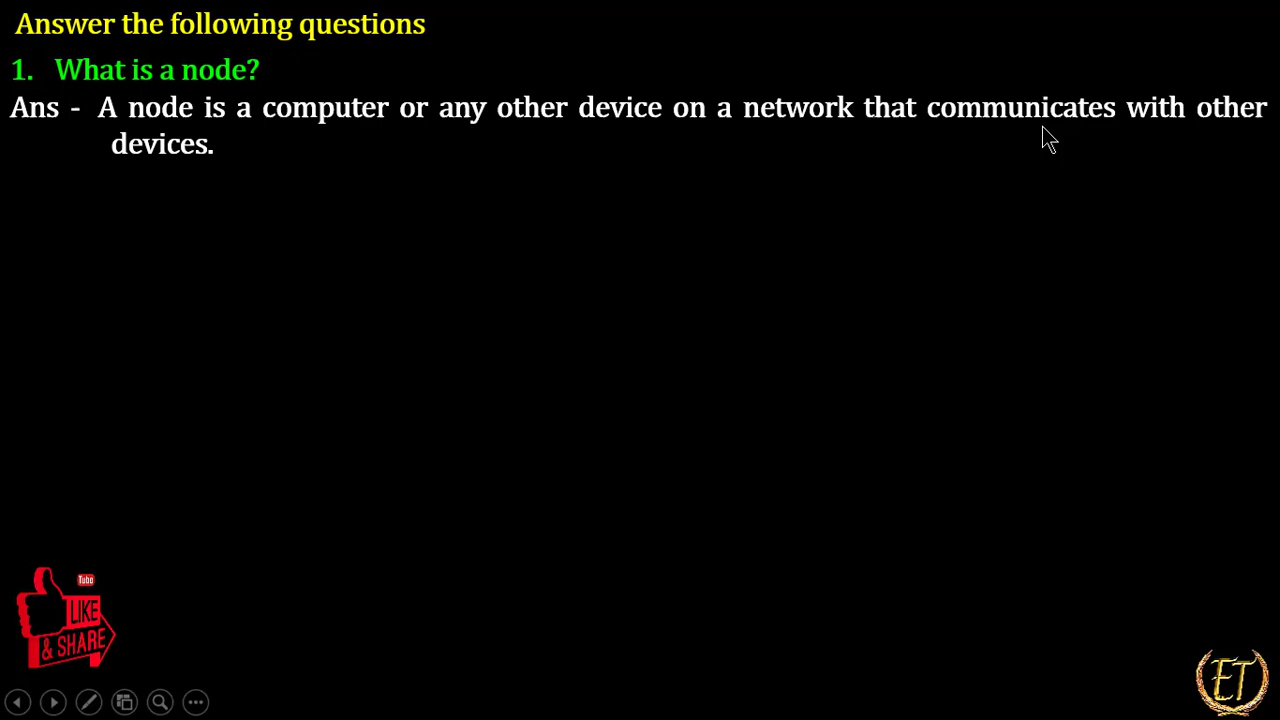 Answer the following questions
1. What is a node?
Ans - A node is a computer or any other device on a network that communicates with other
devices.
Tube
LIKE
& SHARE
ET